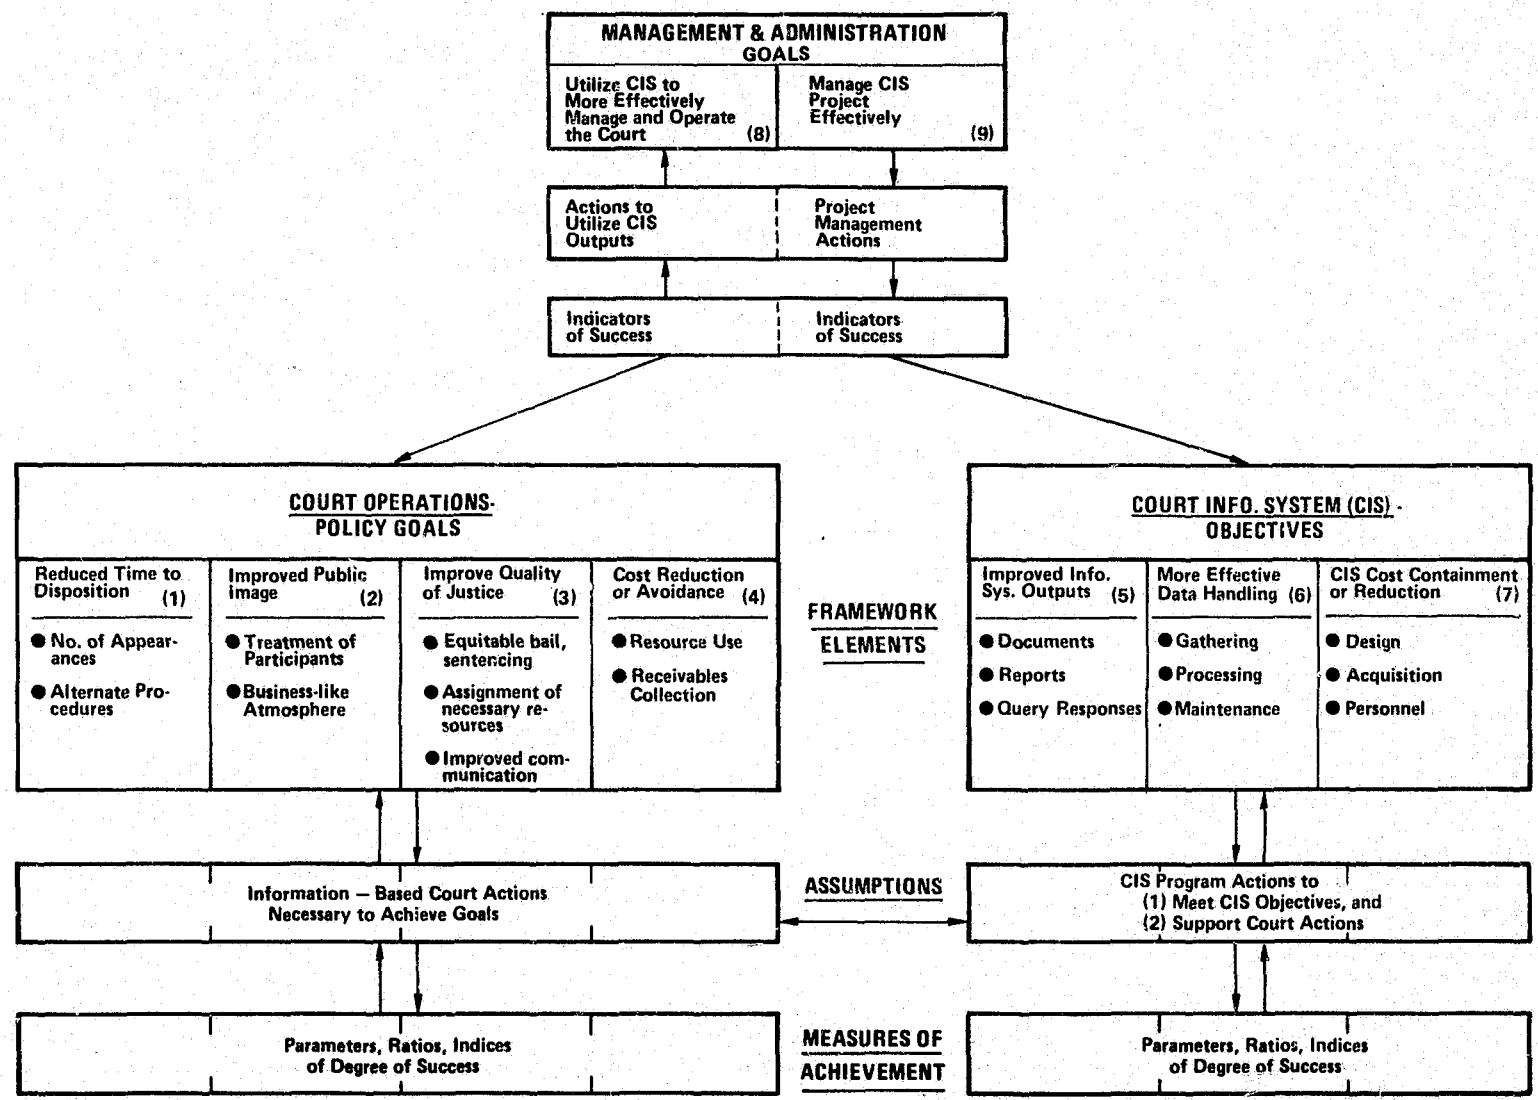 MANAGEMENT & ADMINISTRATION
GOALS
Utilize CIS to
More Effectively
Manage and Operate
the Court (8)
Manage CIS
Project
Effectively
(9)
Actions to
Utilize CIS
Outputs
Project
Management
Actions
Indicators
of Success
Indicators
of Success
COURT OPERATIONS-
POLICY GOALS
Reduced Time to
Disposition (1)
● No. of Appear-
ances
● Alternate Pro-
cedures
Improved Public
Image (2)
● Treatment of
Participants
● Business-like
Atmosphere
Improve Quality
of Justice (3)
● Equitable bail,
sentencing
● Assignment of
necessary re-
sources
● Improved com-
munication
Cost Reduction
or Avoidance (4)
● Resource Use
● Receivables
Collection
FRAMEWORK
ELEMENTS
COURT INFO. SYSTEM (CIS) -
OBJECTIVES
Improved Info.
Sys. Outputs (5)
● Documents
● Reports
● Query Responses
More Effective
Data Handling (6)
● Gathering
● Processing
● Maintenance
CIS Cost Containment
or Reduction (7)
● Design
● Acquisition
● Personnel
Information — Based Court Actions
Necessary to Achieve Goals
ASSUMPTIONS
CIS Program Actions to
(1) Meet CIS Objectives, and
(2) Support Court Actions
Parameters, Ratios, Indices
of Degree of Success
MEASURES OF
ACHIEVEMENT
Parameters, Ratios, Indices
of Degree of Success